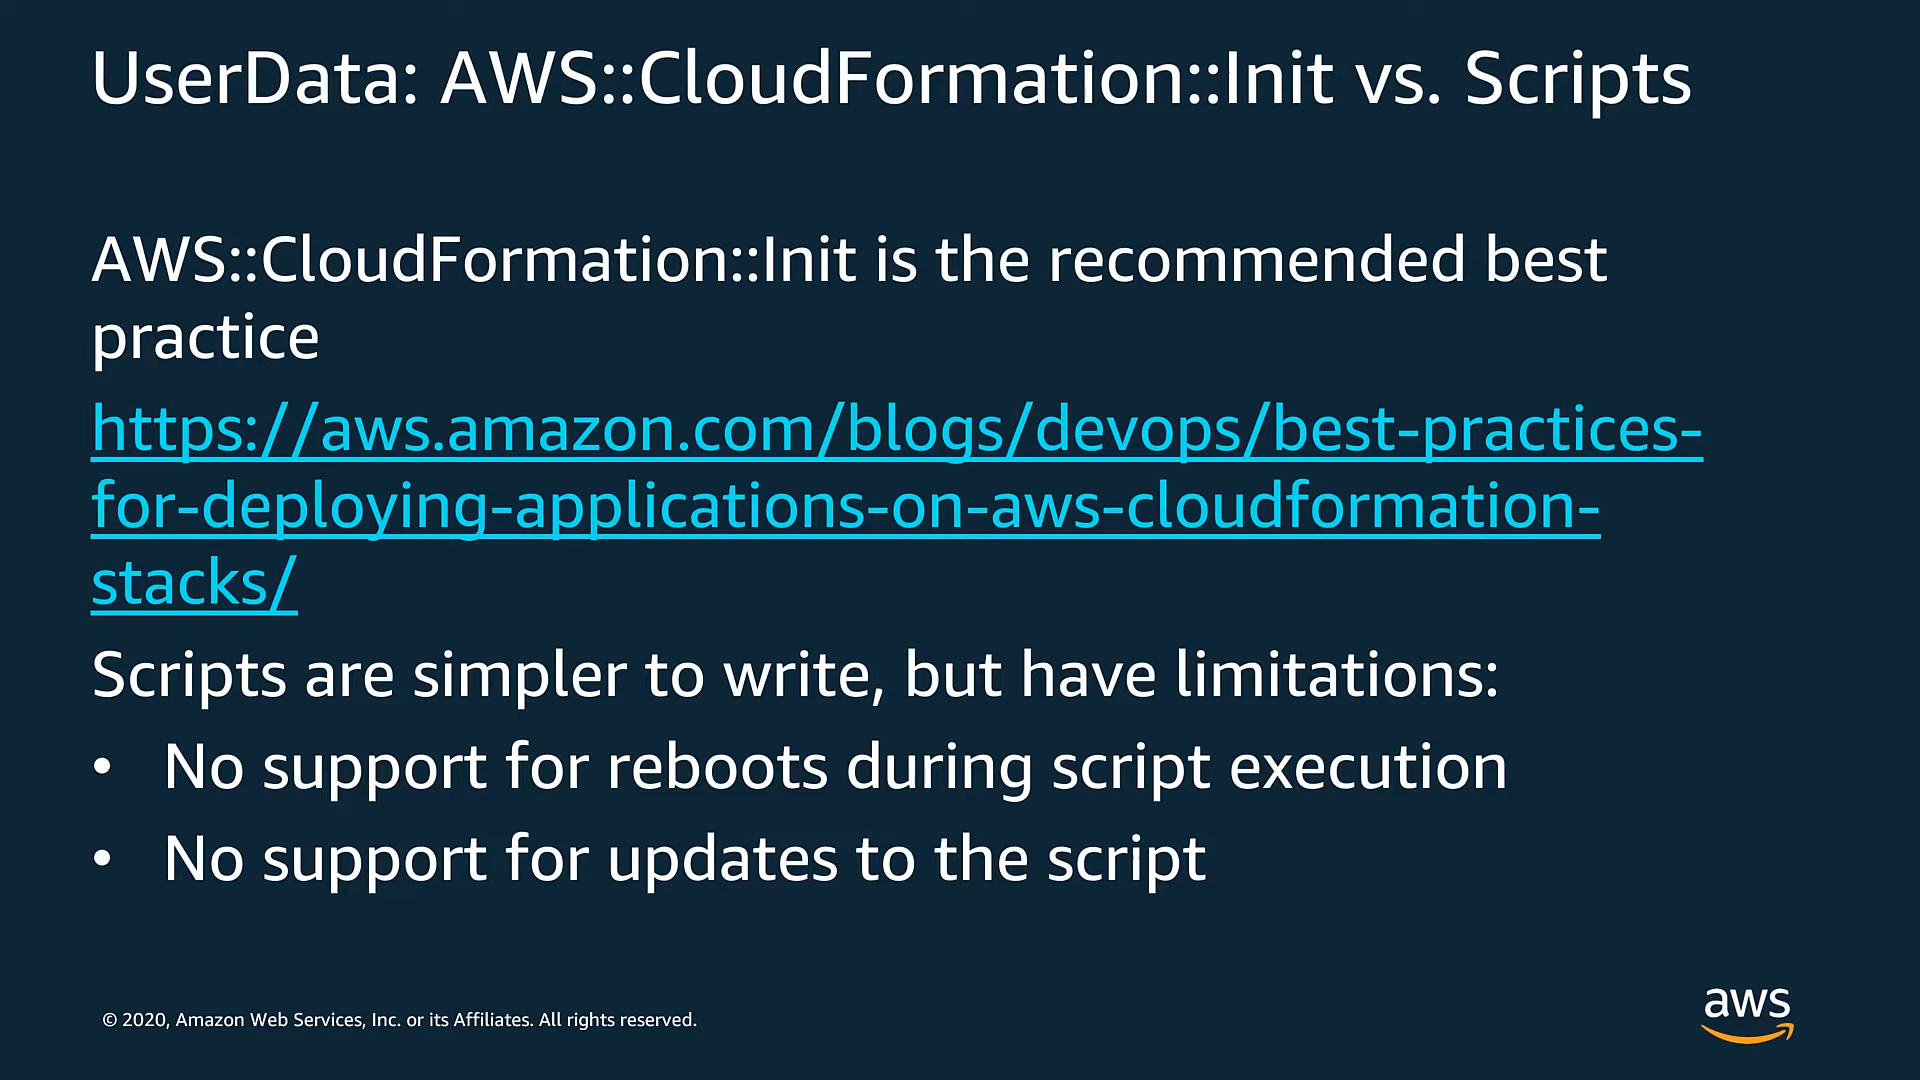 UserData: AWS::CloudFormation::Init vs. Scripts
AWS::CloudFormation::Init is the recommended best
practice
https://aws.amazon.com/blogs/devops/best-practices-
for-deploying-applications-on-aws-cloudformation-
stacks/
Scripts are simpler to write, but have limitations:
• No support for reboots during script execution
• No support for updates to the script
© 2020, Amazon Web Services, Inc. or its Affiliates. All rights reserved.
aws